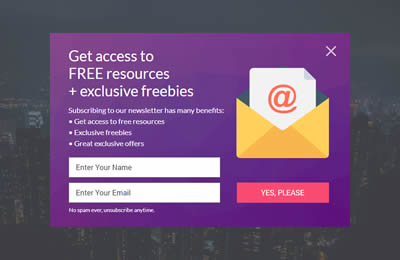 Get access to
FREE resources
+ exclusive freebies
Subscribing to our newsletter has many benefits:
• Get access to free resources
• Exclusive freebies
• Great exclusive offers
@
Enter Your Name
Enter Your Email
YES, PLEASE
No spam ever, unsubscribe anytime.